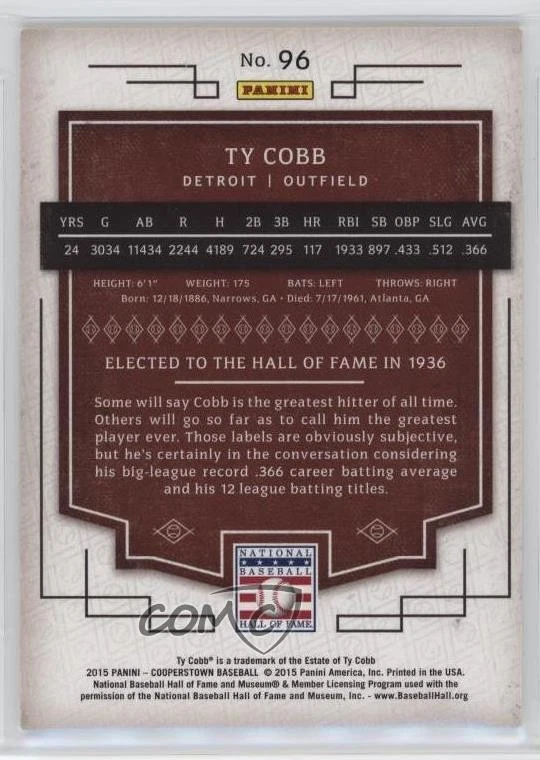 No. 96
PANINI
TY COBB
DETROIT | OUTFIELD
YRS G AB R H 2B 3B HR RBI SB OBP SLG AVG
24 3034 11434 2244 4189 724 295 117 1933 897 .433 .512 .366
HEIGHT: 6'1" WEIGHT: 175 BATS: LEFT THROWS: RIGHT
Born: 12/18/1886, Narrows, GA • Died: 7/17/1961, Atlanta, GA
ELECTED TO THE HALL OF FAME IN 1936
Some will say Cobb is the greatest hitter of all time.
Others will go so far as to call him the greatest
player ever. Those labels are obviously subjective,
but he's certainly in the conversation considering
his big-league record .366 career batting average
and his 12 league batting titles.
NATIONAL
BASEBALL
HALL OF FAME
COMC
Ty Cobb® is a trademark of the Estate of Ty Cobb
2015 PANINI – COOPERSTOWN BASEBALL © 2015 Panini America, Inc. Printed in the USA.
National Baseball Hall of Fame and Museum® & Member Licensing Program used with the
permission of the National Baseball Hall of Fame and Museum, Inc. - www.BaseballHall.org